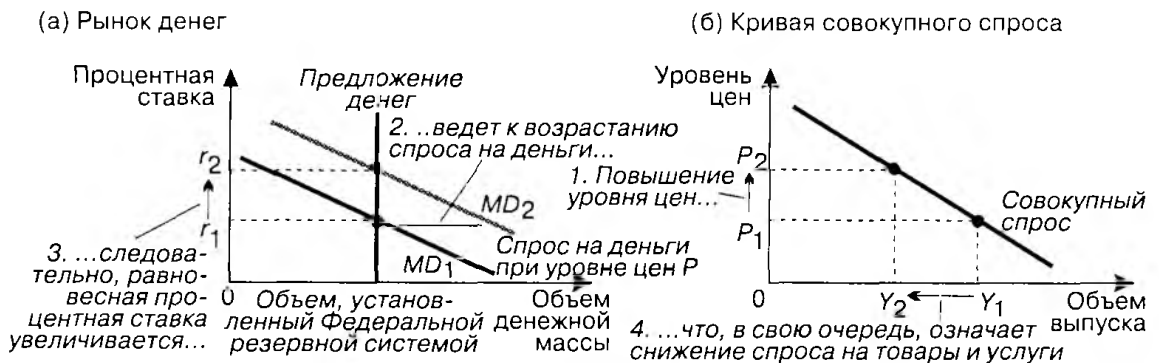 (а) Рынок денег
Процентная
ставка
Предложение
денег
2. ...ведет к возрастанию
спроса на деньги...
r2
r1
MD2
MD1
Спрос на деньги
при уровне цен P
3. ...следова-
тельно, равно-
весная про-
центная ставка
увеличивается...
0
Объем, установ-
ленный Федеральной
резервной системой
Объем
денежной
массы
(б) Кривая совокупного спроса
Уровень
цен
P2
1. Повышение
уровня цен...
P1
Совокупный
спрос
0
Y2
Y1
Объем
выпуска
4. ...что, в свою очередь, означает
снижение спроса на товары и услуги